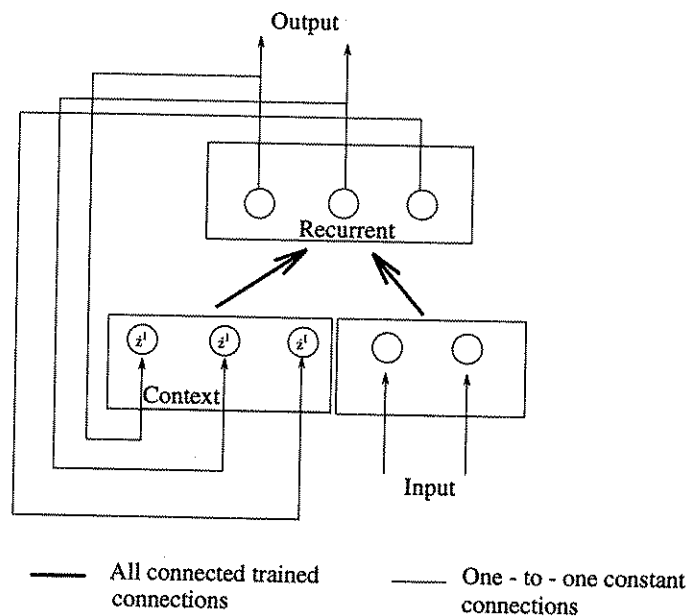 Output
Recurrent
z⁻¹ z⁻¹ z⁻¹
Context
Input
All connected trained
connections
One - to - one constant
connections